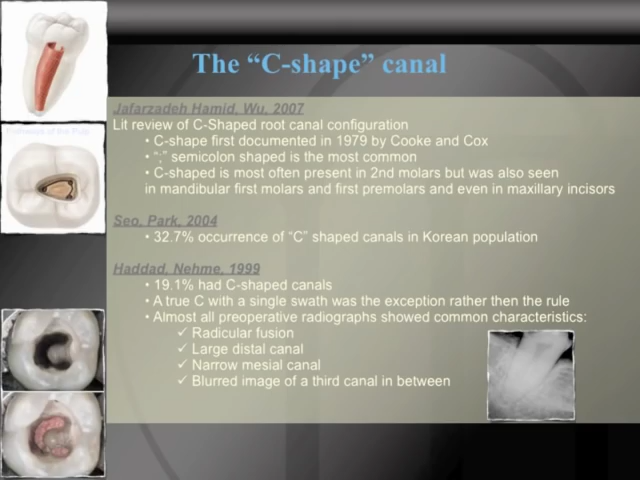 The “C-shape” canal
Jafarzadeh Hamid, Wu, 2007
Lit review of C-Shaped root canal configuration
• C-shape first documented in 1979 by Cooke and Cox
• “;” semicolon shaped is the most common
• C-shaped is most often present in 2nd molars but was also seen
in mandibular first molars and first premolars and even in maxillary incisors
Pathways of the Pulp
Seo, Park, 2004
• 32.7% occurrence of “C” shaped canals in Korean population
Haddad, Nehme, 1999
• 19.1% had C-shaped canals
• A true C with a single swath was the exception rather then the rule
• Almost all preoperative radiographs showed common characteristics:
✓ Radicular fusion
✓ Large distal canal
✓ Narrow mesial canal
✓ Blurred image of a third canal in between